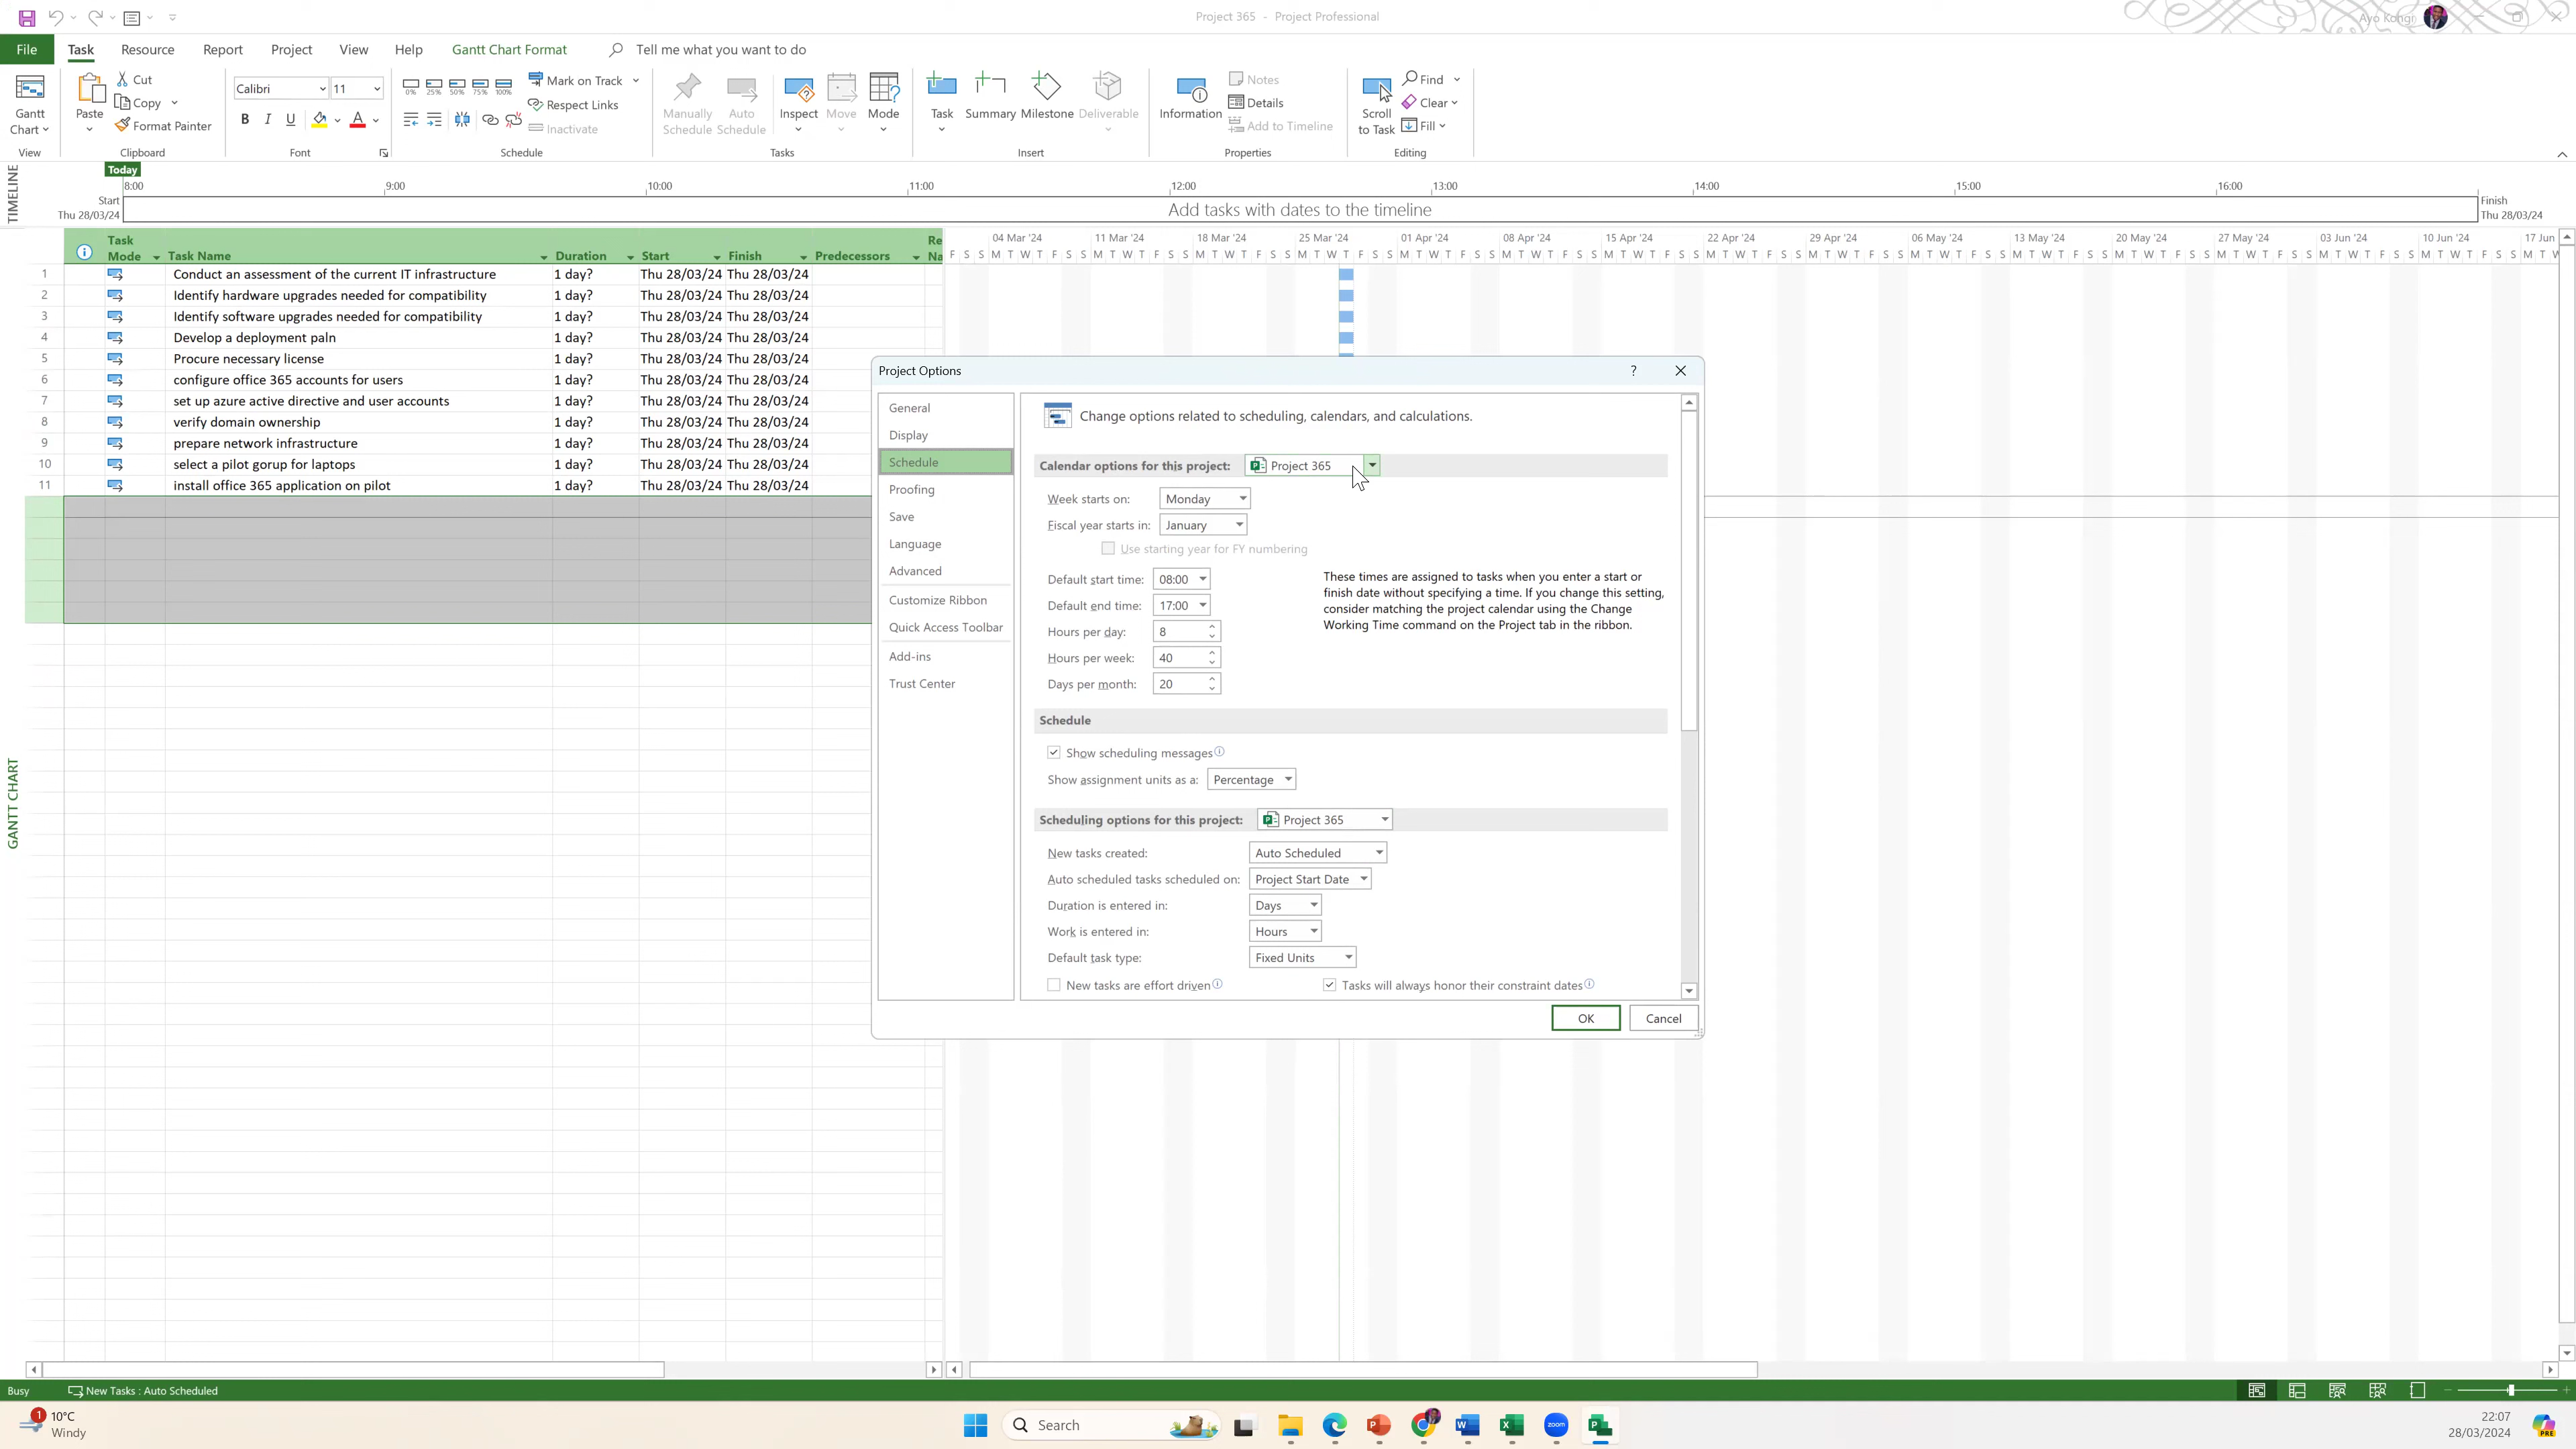 Project 365 - Project Professional
Ayo Kongi
File Task Resource Report Project View Help Gantt Chart Format Tell me what you want to do
Gantt Chart
View
Paste
Cut
Copy
Format Painter
Clipboard
Calibri 11
B I U A
Font
0% 25% 50% 75% 100%
Mark on Track
Respect Links
Inactivate
Schedule
Manually Schedule
Auto Schedule
Inspect
Move
Mode
Tasks
Task
Summary
Milestone
Deliverable
Insert
Information
Notes
Details
Add to Timeline
Properties
Scroll to Task
Find
Clear
Fill
Editing
TIMELINE
Today
8:00 9:00 10:00 11:00 12:00 13:00 14:00 15:00 16:00
Start
Thu 28/03/24
Add tasks with dates to the timeline
Finish
Thu 28/03/24
Task Mode Task Name Duration Start Finish Predecessors Re Na
04 Mar '24 11 Mar '24 18 Mar '24 25 Mar '24 01 Apr '24 08 Apr '24 15 Apr '24 22 Apr '24 29 Apr '24 06 May '24 13 May '24 20 May '24 27 May '24 03 Jun '24 10 Jun '24 17 Jun
F S S M T W T F S S M T W T F S S M T W T F S S M T W T F S S M T W T F S S M T W T F S S M T W T F S S M T W T F S S M T W T F S S M T W T F S S M T W T F S S M T W T F S S M T W T F S S M T W T F S S M T W T F S S M T W
1 Conduct an assessment of the current IT infrastructure 1 day? Thu 28/03/24 Thu 28/03/24
2 Identify hardware upgrades needed for compatibility 1 day? Thu 28/03/24 Thu 28/03/24
3 Identify software upgrades needed for compatibility 1 day? Thu 28/03/24 Thu 28/03/24
4 Develop a deployment paln 1 day? Thu 28/03/24 Thu 28/03/24
5 Procure necessary license 1 day? Thu 28/03/24 Thu 28/03/24
6 configure office 365 accounts for users 1 day? Thu 28/03/24 Thu 28/03/24
7 set up azure active directive and user accounts 1 day? Thu 28/03/24 Thu 28/03/24
8 verify domain ownership 1 day? Thu 28/03/24 Thu 28/03/24
9 prepare network infrastructure 1 day? Thu 28/03/24 Thu 28/03/24
10 select a pilot gorup for laptops 1 day? Thu 28/03/24 Thu 28/03/24
11 install office 365 application on pilot 1 day? Thu 28/03/24 Thu 28/03/24
GANTT CHART
Project Options ?
General
Display
Schedule
Proofing
Save
Language
Advanced
Customize Ribbon
Quick Access Toolbar
Add-ins
Trust Center
Change options related to scheduling, calendars, and calculations.
Calendar options for this project: Project 365
Week starts on: Monday
Fiscal year starts in: January
Use starting year for FY numbering
Default start time: 08:00
Default end time: 17:00
Hours per day: 8
Hours per week: 40
Days per month: 20
These times are assigned to tasks when you enter a start or
finish date without specifying a time. If you change this setting,
consider matching the project calendar using the Change
Working Time command on the Project tab in the ribbon.
Schedule
Show scheduling messages
Show assignment units as a: Percentage
Scheduling options for this project: Project 365
New tasks created: Auto Scheduled
Auto scheduled tasks scheduled on: Project Start Date
Duration is entered in: Days
Work is entered in: Hours
Default task type: Fixed Units
New tasks are effort driven Tasks will always honor their constraint dates
OK Cancel
Busy New Tasks : Auto Scheduled
1
10°C
Windy
Search
zoom
22:07
28/03/2024
PRE